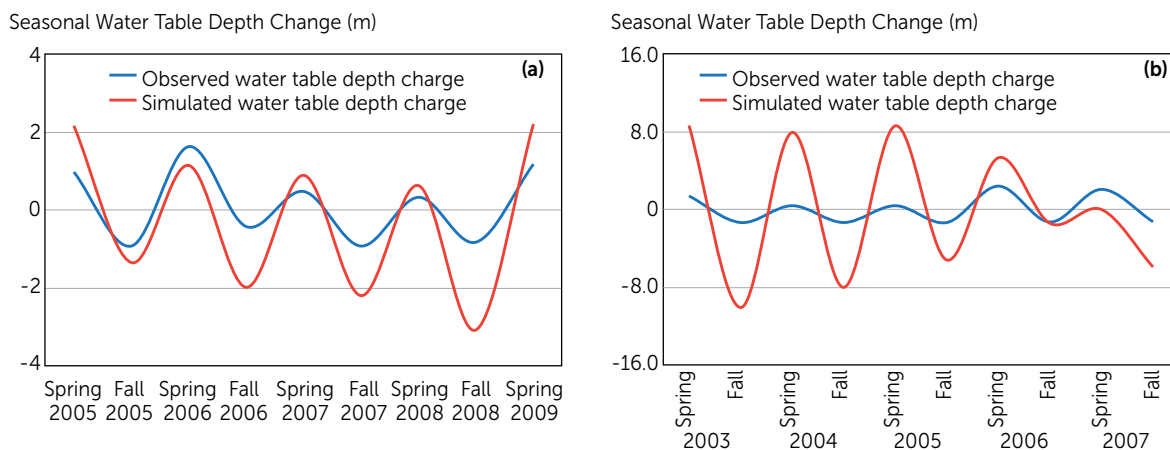 Seasonal Water Table Depth Change (m)
4
2
0
-2
-4
(a)
Observed water table depth charge
Simulated water table depth charge
Spring 2005
Fall 2005
Spring 2006
Fall 2006
Spring 2007
Fall 2007
Spring 2008
Fall 2008
Spring 2009
Seasonal Water Table Depth Change (m)
16.0
8.0
0
-8.0
-16.0
(b)
Observed water table depth charge
Simulated water table depth charge
Spring
Fall
Spring
Fall
Spring
Fall
Spring
Fall
Spring
Fall
2003
2004
2005
2006
2007